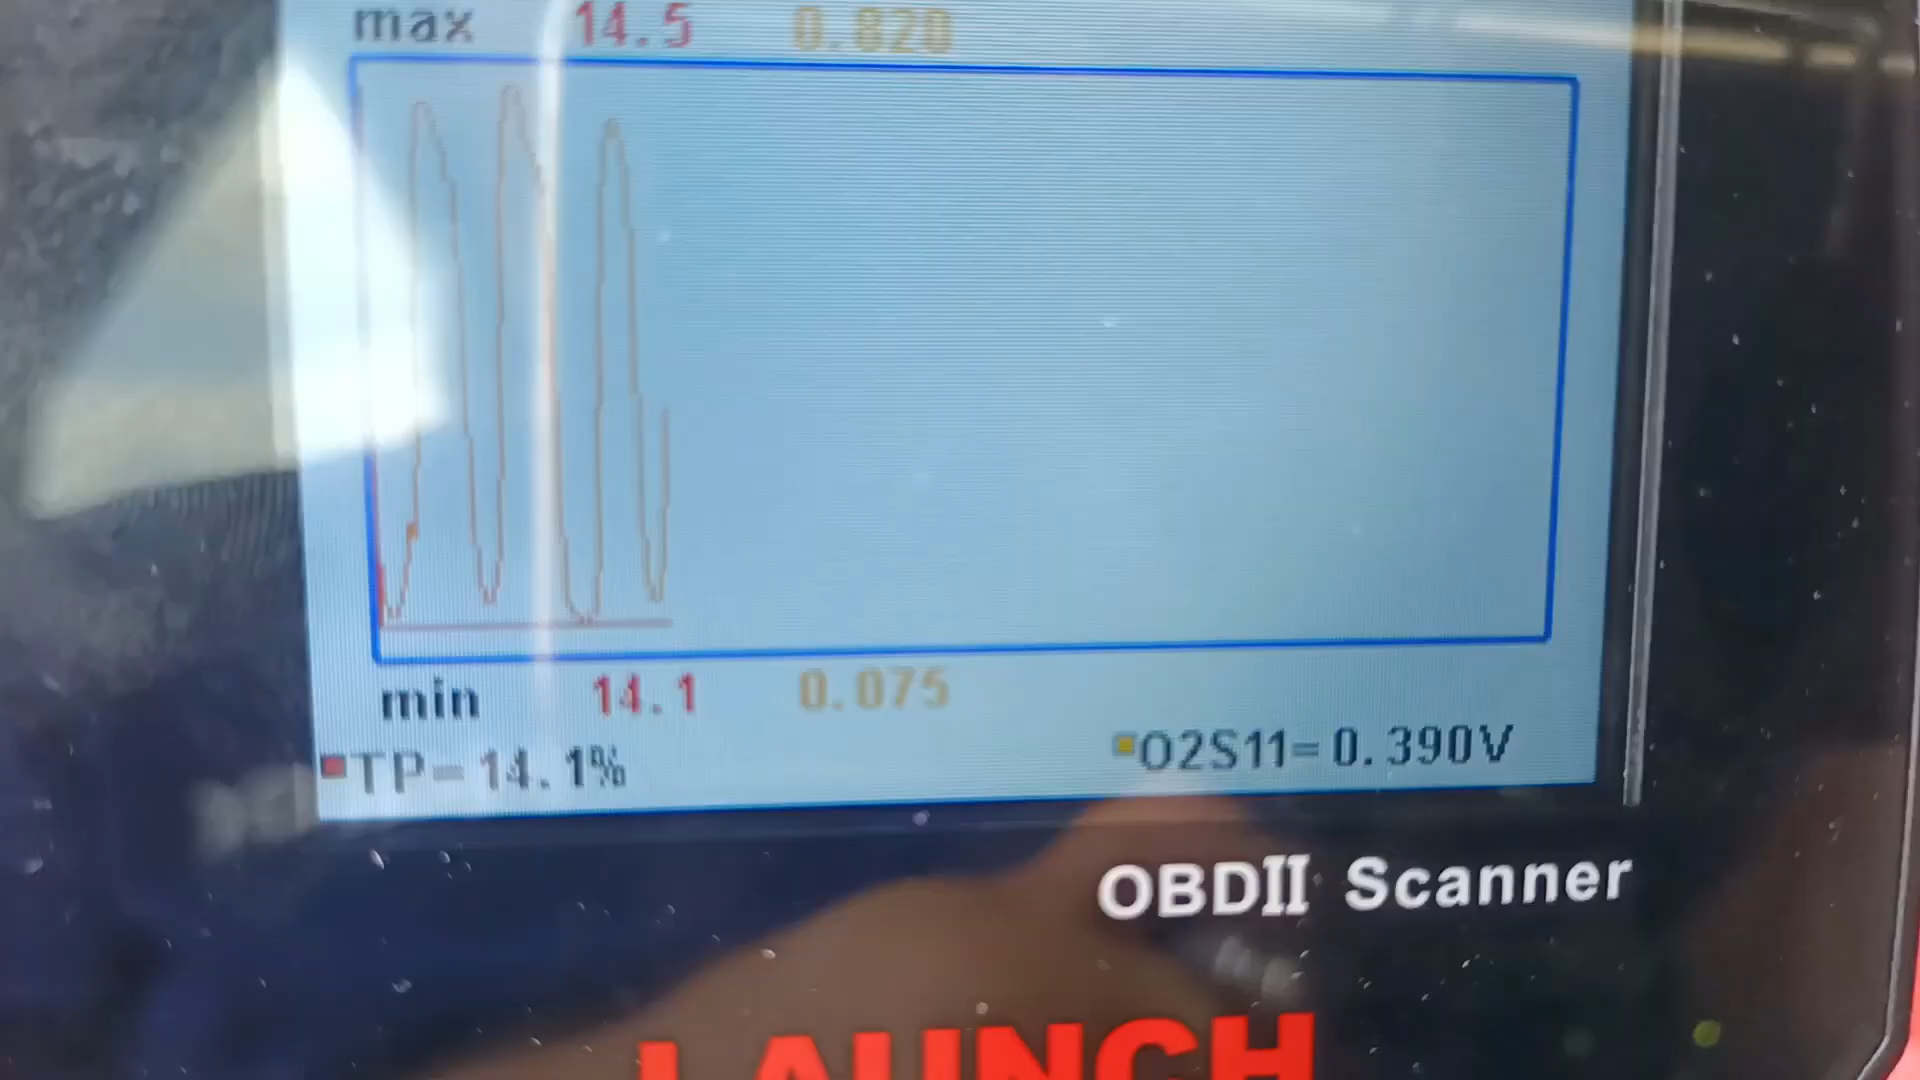 max 14.5 0.820
min 14.1 0.075
TP=14.1% O2S11=0.390V
OBDII Scanner
LAUNCH